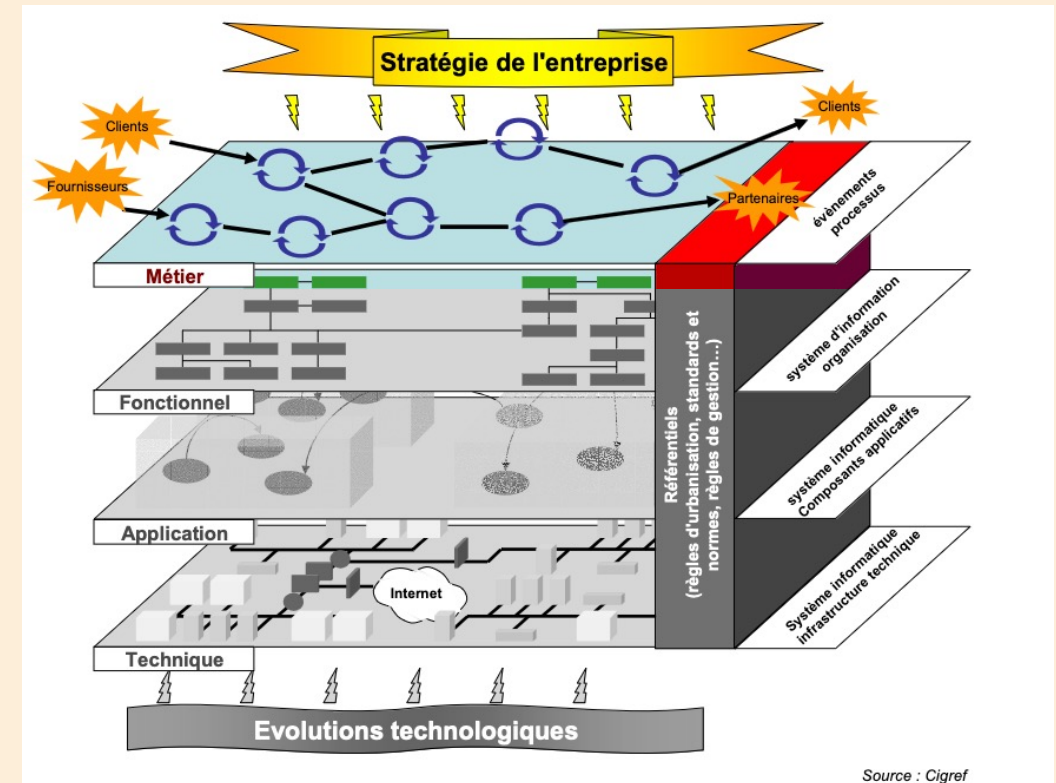 Stratégie de l'entreprise
Clients
Clients
Fournisseurs
Partenaires
évènements
processus
Métier
système d'information
organisation
Fonctionnel
Référentiels
(règles d'urbanisation, standards et
normes, règles de gestion...)
système informatique
Composants applicatifs
Application
Internet
Système informatique
infrastructure technique
Technique
Evolutions technologiques
Source : Cigref